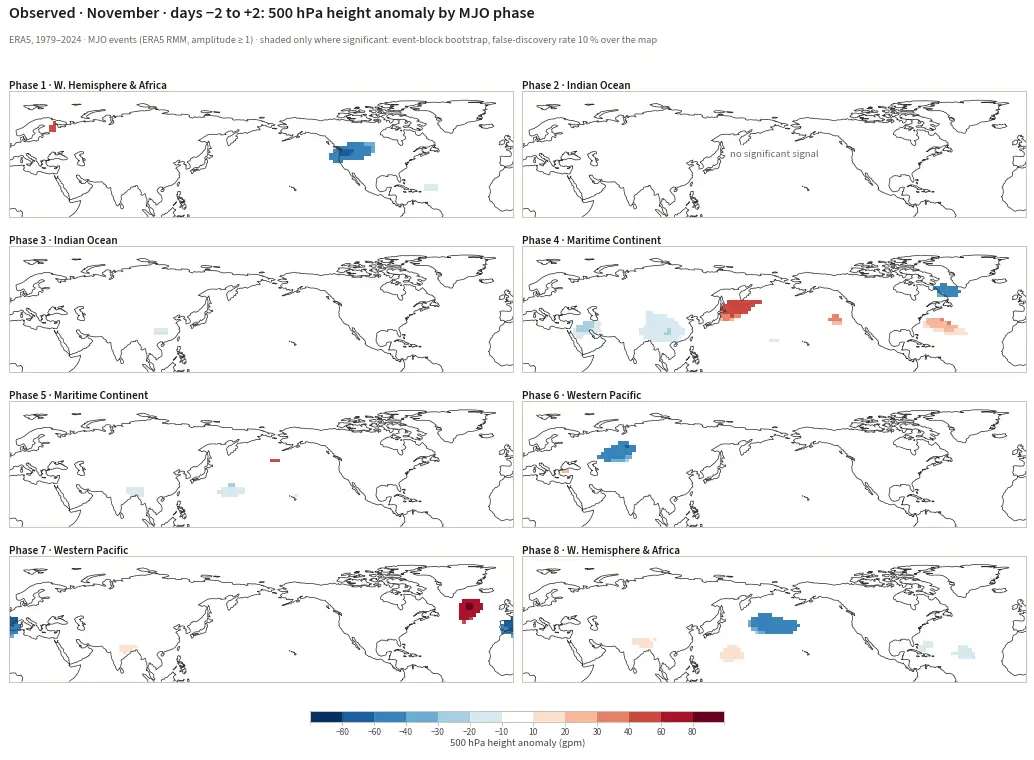 Observed · November · days −2 to +2: 500 hPa height anomaly by MJO phase
ERA5, 1979–2024 · MJO events (ERA5 RMM, amplitude ≥ 1) · shaded only where significant: event-block bootstrap, false-discovery rate 10 % over the map
Phase 1 · W. Hemisphere & Africa
Phase 2 · Indian Ocean
no significant signal
Phase 3 · Indian Ocean
Phase 4 · Maritime Continent
Phase 5 · Maritime Continent
Phase 6 · Western Pacific
Phase 7 · Western Pacific
Phase 8 · W. Hemisphere & Africa
−80 −60 −40 −30 −20 −10 10 20 30 40 60 80
500 hPa height anomaly (gpm)